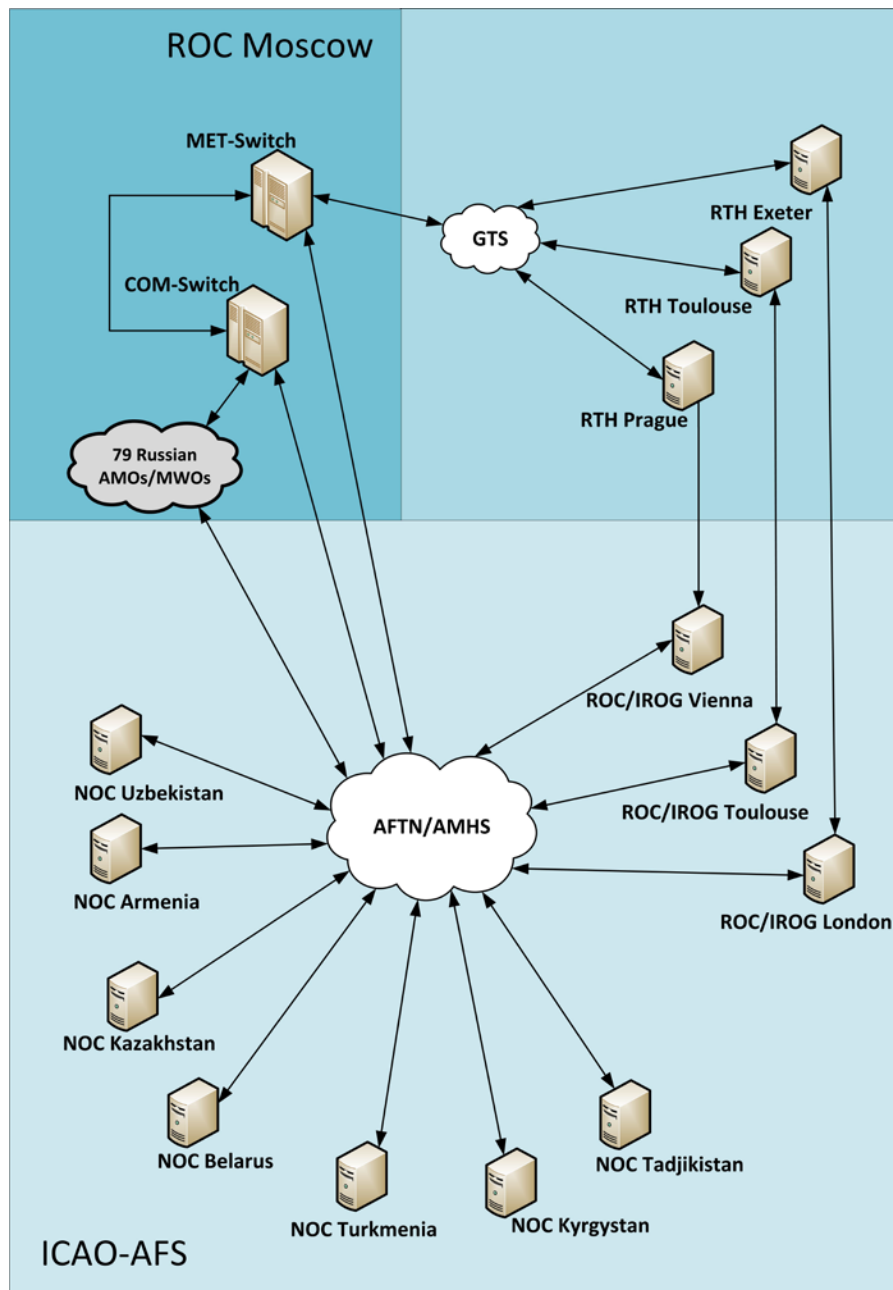 ROC Moscow
MET-Switch
COM-Switch
79 Russian
AMOs/MWOs
GTS
RTH Exeter
RTH Toulouse
RTH Prague
ROC/IROG Vienna
ROC/IROG Toulouse
ROC/IROG London
AFTN/AMHS
NOC Uzbekistan
NOC Armenia
NOC Kazakhstan
NOC Belarus
NOC Turkmenia
NOC Kyrgystan
NOC Tadjikistan
ICAO-AFS